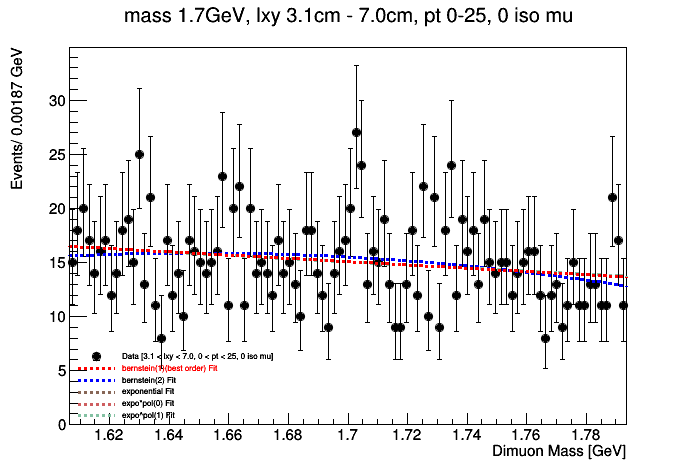 mass 1.7GeV, lxy 3.1cm - 7.0cm, pt 0-25, 0 iso mu
Events/ 0.00187 GeV
30
25
20
15
10
5
0
Data [3.1 < lxy < 7.0, 0 < pt < 25, 0 iso mu]
bernstein(1)(best order) Fit
bernstein(2) Fit
exponential Fit
expo*pol(0) Fit
expo*pol(1) Fit
1.62 1.64 1.66 1.68 1.7 1.72 1.74 1.76 1.78
Dimuon Mass [GeV]